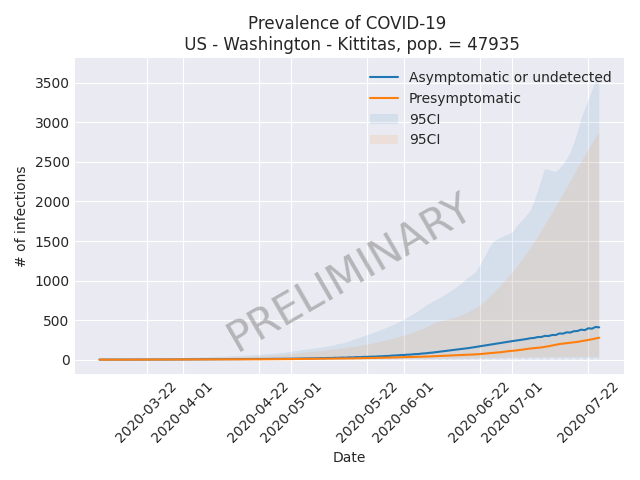 Prevalence of COVID-19
US - Washington - Kittitas, pop. = 47935
Asymptomatic or undetected
Presymptomatic
95CI
95CI
3500
3000
2500
2000
1500
1000
500
0
# of infections
PRELIMINARY
2020-03-22
2020-04-01
2020-04-22
2020-05-01
2020-05-22
2020-06-01
2020-06-22
2020-07-01
2020-07-22
Date